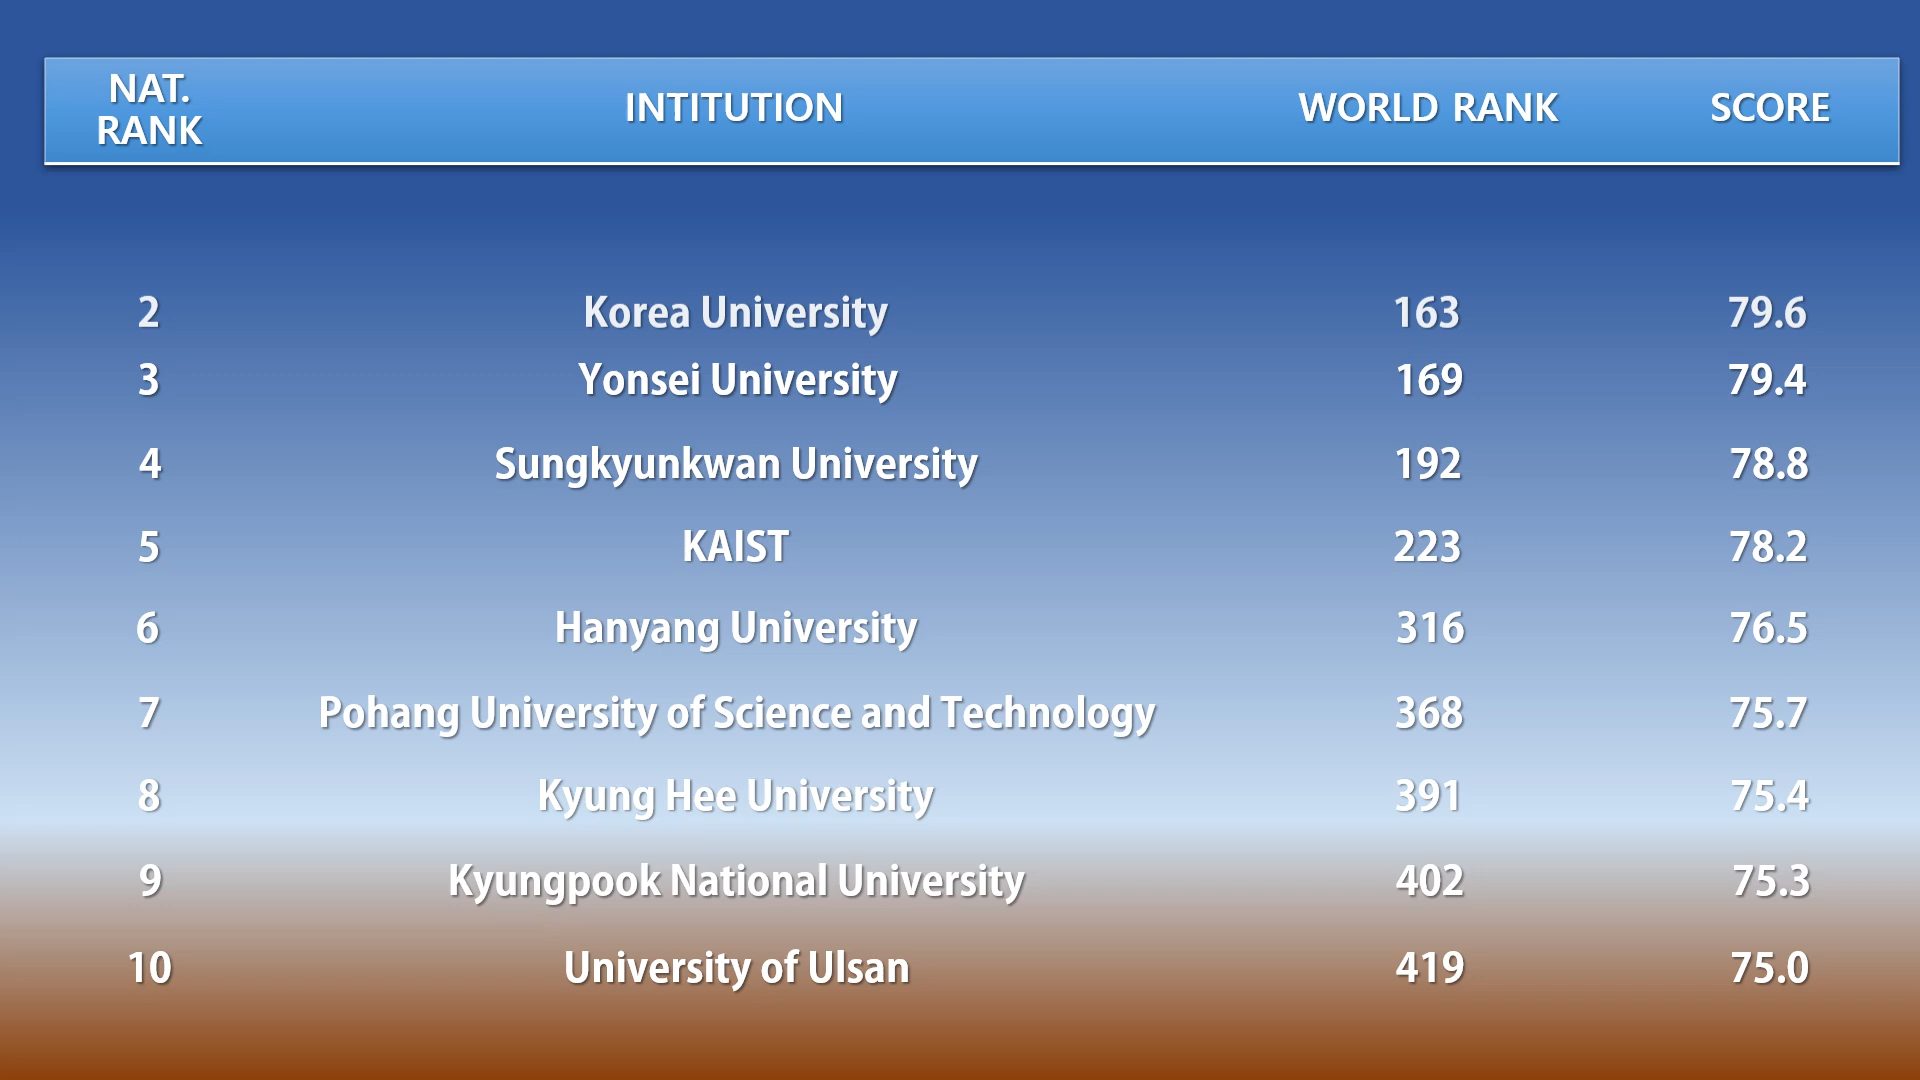 NAT. RANK INTITUTION WORLD RANK SCORE
2 Korea University 163 79.6
3 Yonsei University 169 79.4
4 Sungkyunkwan University 192 78.8
5 KAIST 223 78.2
6 Hanyang University 316 76.5
7 Pohang University of Science and Technology 368 75.7
8 Kyung Hee University 391 75.4
9 Kyungpook National University 402 75.3
10 University of Ulsan 419 75.0